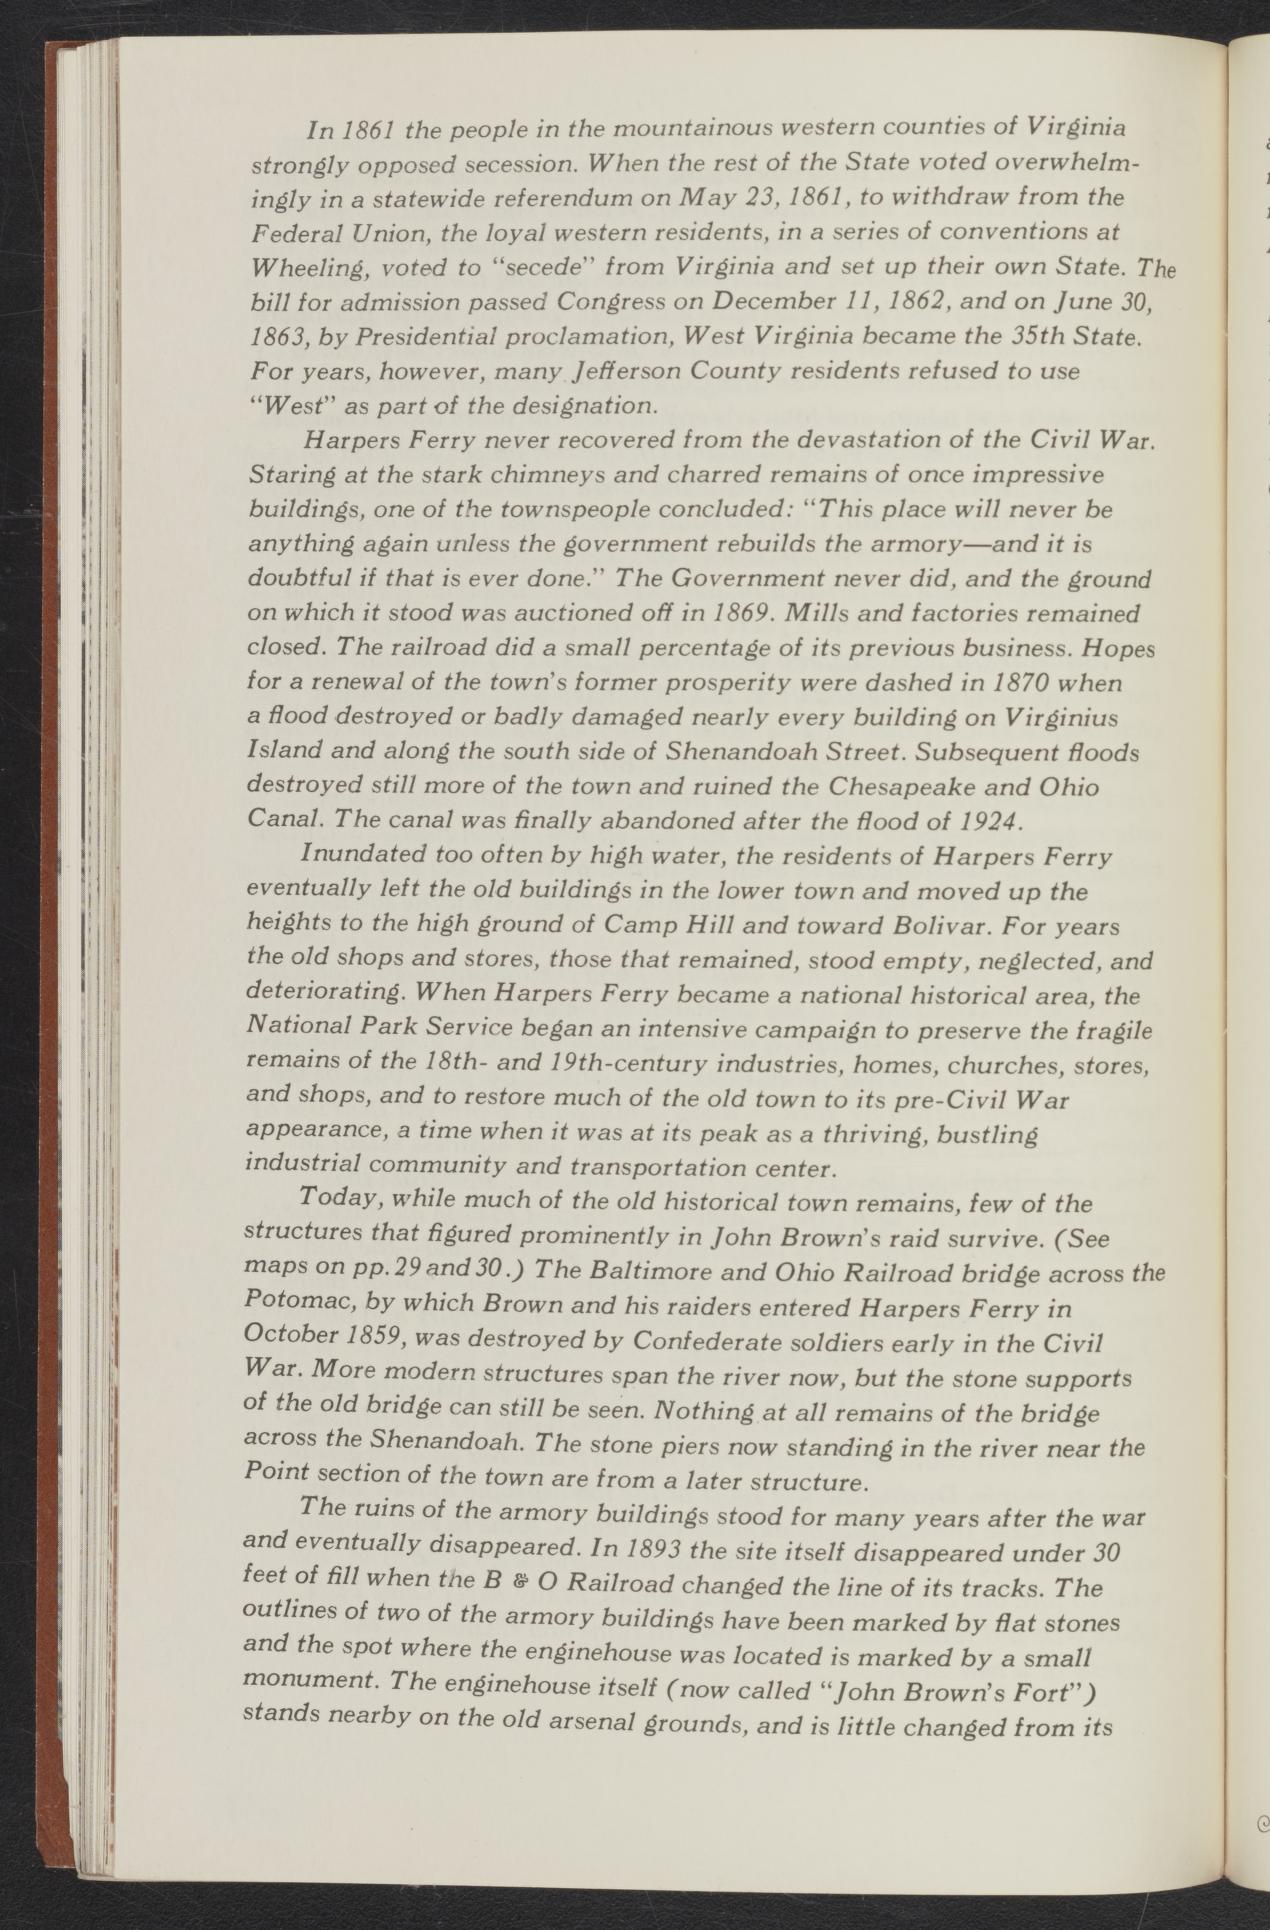 In 1861 the people in the mountainous western counties of Virginia
strongly opposed secession. When the rest of the State voted overwhelm-
ingly in a statewide referendum on May 23, 1861, to withdraw from the
Federal Union, the loyal western residents, in a series of conventions at
Wheeling, voted to “secede” from Virginia and set up their own State. The
bill for admission passed Congress on December 11, 1862, and on June 30,
1863, by Presidential proclamation, West Virginia became the 35th State.
For years, however, many Jefferson County residents refused to use
“West” as part of the designation.
Harpers Ferry never recovered from the devastation of the Civil War.
Staring at the stark chimneys and charred remains of once impressive
buildings, one of the townspeople concluded: “This place will never be
anything again unless the government rebuilds the armory—and it is
doubtful if that is ever done.” The Government never did, and the ground
on which it stood was auctioned off in 1869. Mills and factories remained
closed. The railroad did a small percentage of its previous business. Hopes
for a renewal of the town’s former prosperity were dashed in 1870 when
a flood destroyed or badly damaged nearly every building on Virginius
Island and along the south side of Shenandoah Street. Subsequent floods
destroyed still more of the town and ruined the Chesapeake and Ohio
Canal. The canal was finally abandoned after the flood of 1924.
Inundated too often by high water, the residents of Harpers Ferry
eventually left the old buildings in the lower town and moved up the
heights to the high ground of Camp Hill and toward Bolivar. For years
the old shops and stores, those that remained, stood empty, neglected, and
deteriorating. When Harpers Ferry became a national historical area, the
National Park Service began an intensive campaign to preserve the fragile
remains of the 18th- and 19th-century industries, homes, churches, stores,
and shops, and to restore much of the old town to its pre-Civil War
appearance, a time when it was at its peak as a thriving, bustling
industrial community and transportation center.
Today, while much of the old historical town remains, few of the
structures that figured prominently in John Brown’s raid survive. (See
maps on pp. 29 and 30.) The Baltimore and Ohio Railroad bridge across the
Potomac, by which Brown and his raiders entered Harpers Ferry in
October 1859, was destroyed by Confederate soldiers early in the Civil
War. More modern structures span the river now, but the stone supports
of the old bridge can still be seen. Nothing at all remains of the bridge
across the Shenandoah. The stone piers now standing in the river near the
Point section of the town are from a later structure.
The ruins of the armory buildings stood for many years after the war
and eventually disappeared. In 1893 the site itself disappeared under 30
feet of fill when the B & O Railroad changed the line of its tracks. The
outlines of two of the armory buildings have been marked by flat stones
and the spot where the enginehouse was located is marked by a small
monument. The enginehouse itself (now called “John Brown’s Fort”)
stands nearby on the old arsenal grounds, and is little changed from its